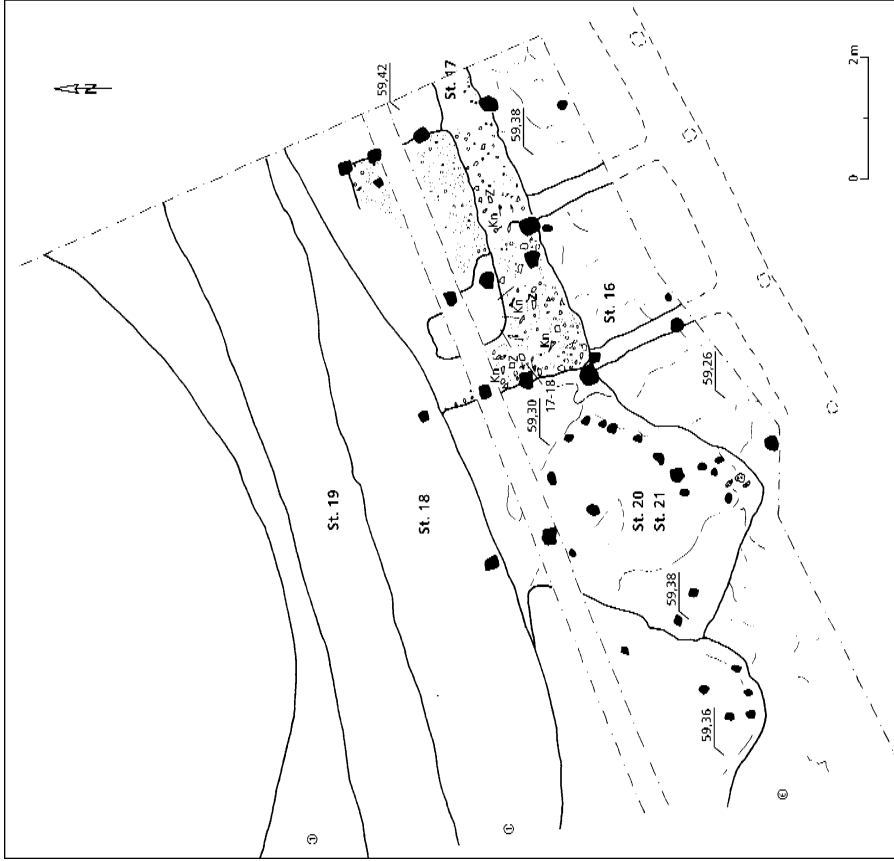 N
59,42
St. 17
59,38
2 m
0
Kn
Z
Kn
Z
Kn
Kn
Z
St. 16
17-18
59,30
59,26
St. 19
St. 18
St. 20
St. 21
59,38
59,36